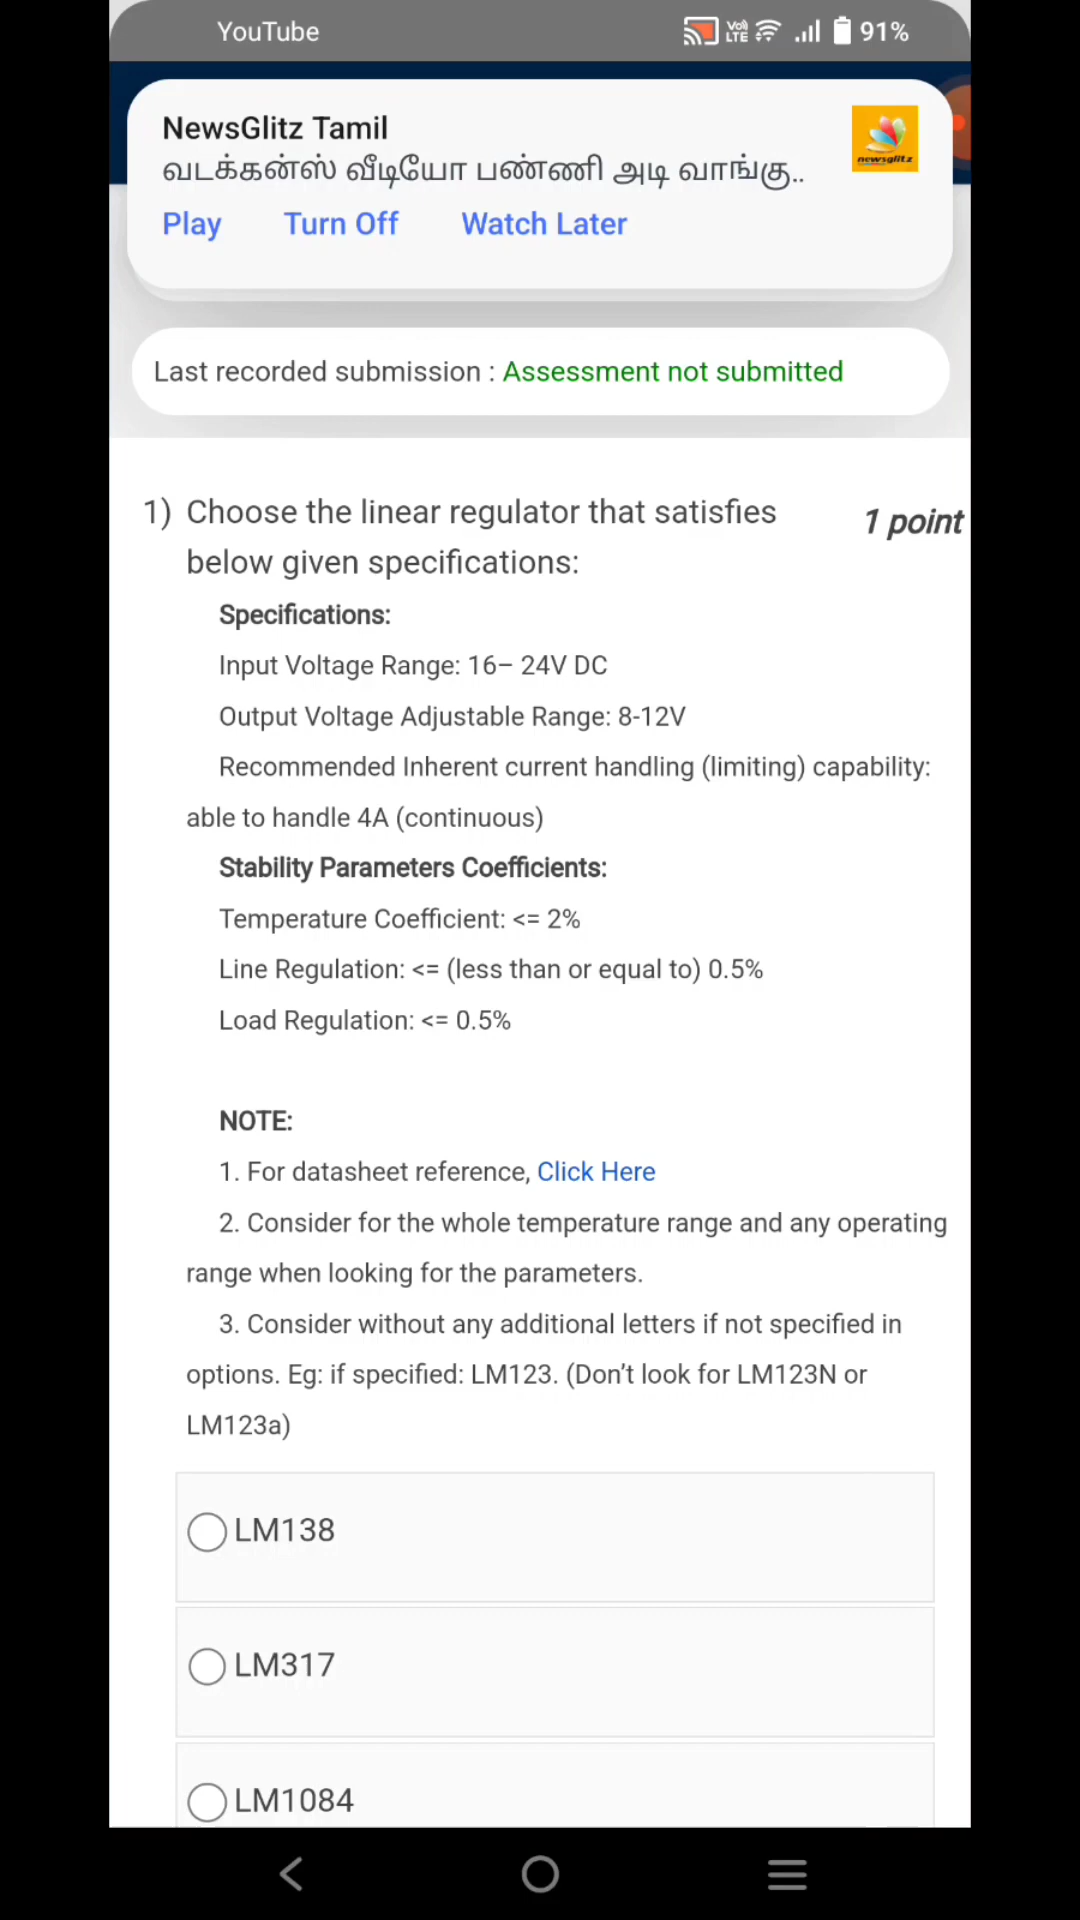 YouTube
Vo) LTE 91%
NewsGlitz Tamil
வடக்கன்ஸ் வீடியோ பண்ணி அடி வாங்கு..
newsglitz
Play Turn Off Watch Later
Last recorded submission : Assessment not submitted
1) Choose the linear regulator that satisfies 1 point
below given specifications:
Specifications:
Input Voltage Range: 16– 24V DC
Output Voltage Adjustable Range: 8-12V
Recommended Inherent current handling (limiting) capability:
able to handle 4A (continuous)
Stability Parameters Coefficients:
Temperature Coefficient: <= 2%
Line Regulation: <= (less than or equal to) 0.5%
Load Regulation: <= 0.5%
NOTE:
1. For datasheet reference, Click Here
2. Consider for the whole temperature range and any operating
range when looking for the parameters.
3. Consider without any additional letters if not specified in
options. Eg: if specified: LM123. (Don’t look for LM123N or
LM123a)
LM138
LM317
LM1084